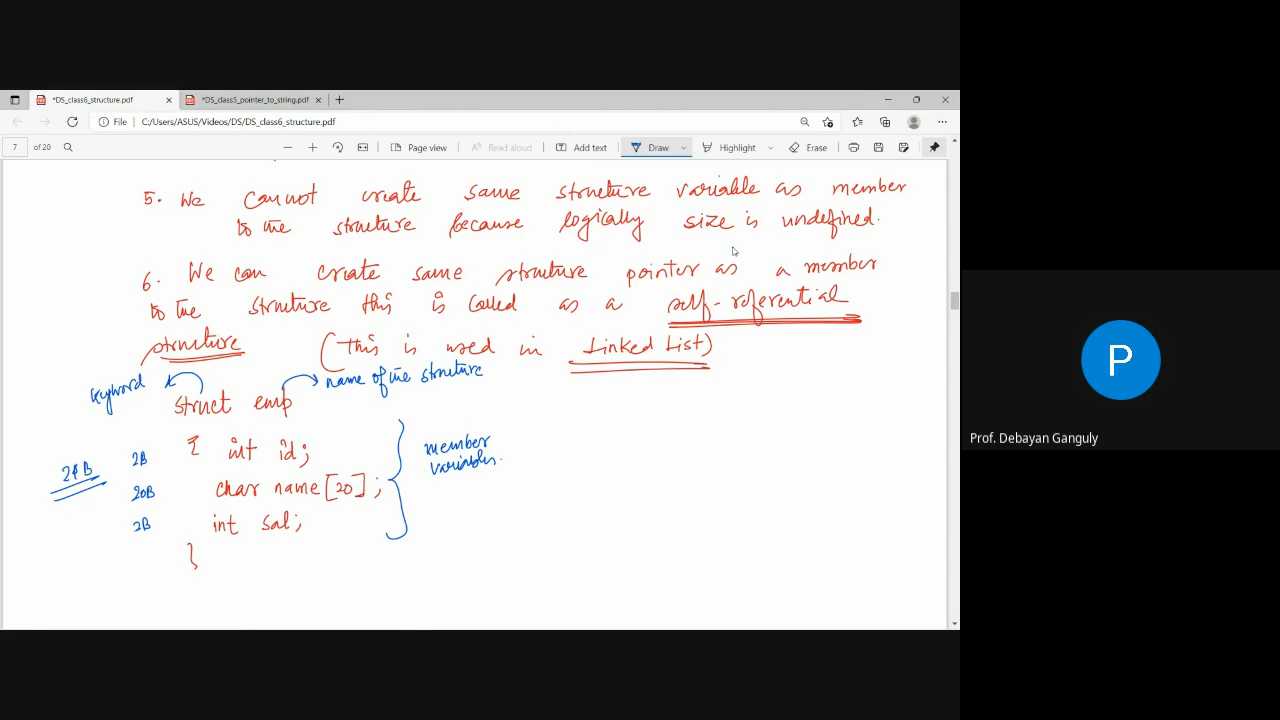 *DS_class6_structure.pdf
*DS_class5_pointer_to_string.pdf
File C:/Users/ASUS/Videos/DS/DS_class6_structure.pdf
7 of 20 Page view Read aloud Add text Draw Highlight Erase
5. We cannot create same structure variable as member
to the structure because logically size is undefined.
6. We can create same structure pointer as a member
to the structure this is called as a self-referential
structure (This is used in Linked List)
keyword name of the structure
struct emp
{ int id; 2B
char name[20]; 20B
int sal; 2B
}
24B
member
variables.
P
Prof. Debayan Ganguly